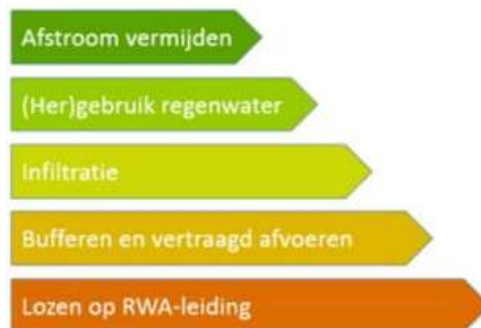 Afstroom vermijden
(Her)gebruik regenwater
Infiltratie
Bufferen en vertraagd afvoeren
Lozen op RWA-leiding